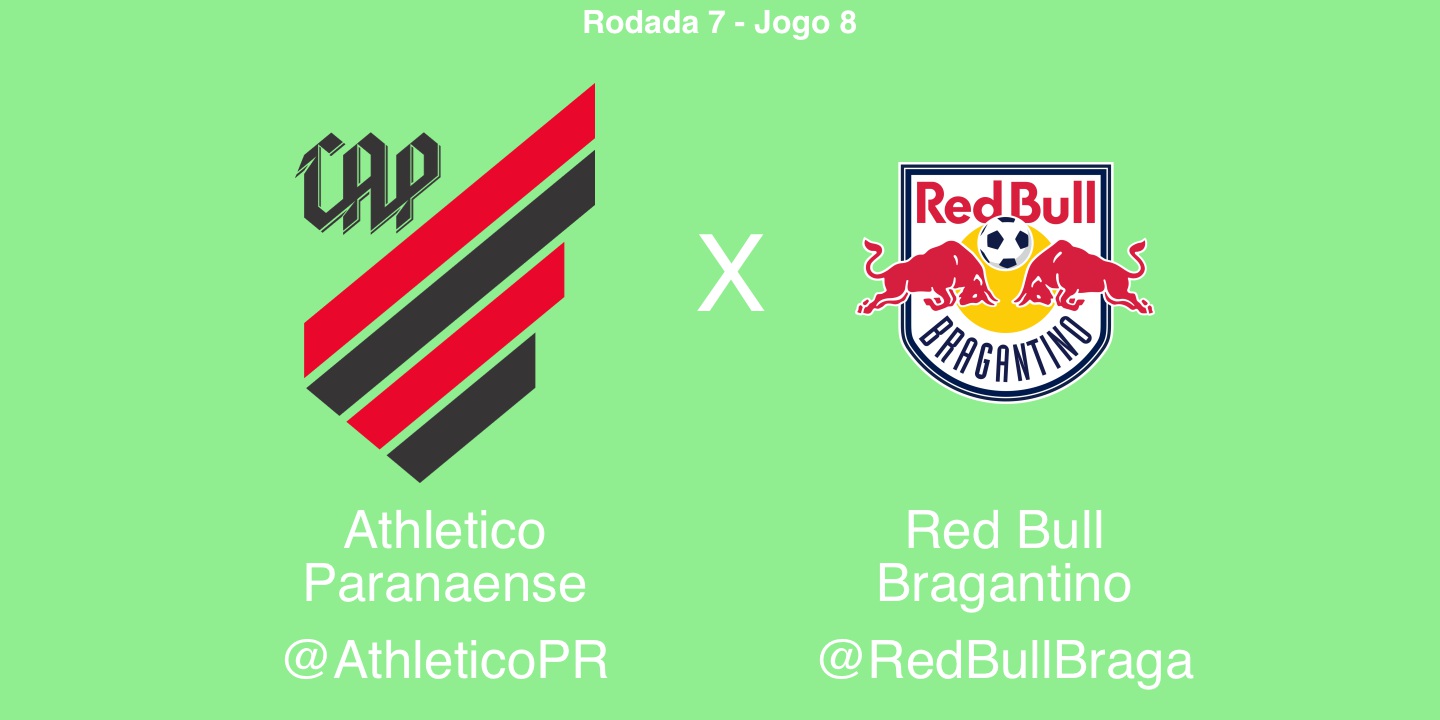 Rodada 7 - Jogo 8
CAP
X
Red Bull
BRAGANTINO
Athletico
Paranaense
Red Bull
Bragantino
@AthleticoPR
@RedBullBraga